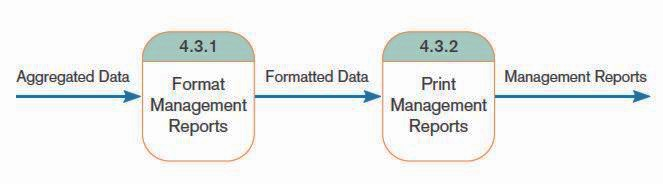 4.3.1
4.3.2
Aggregated Data
Format
Management
Reports
Formatted Data
Print
Management
Reports
Management Reports